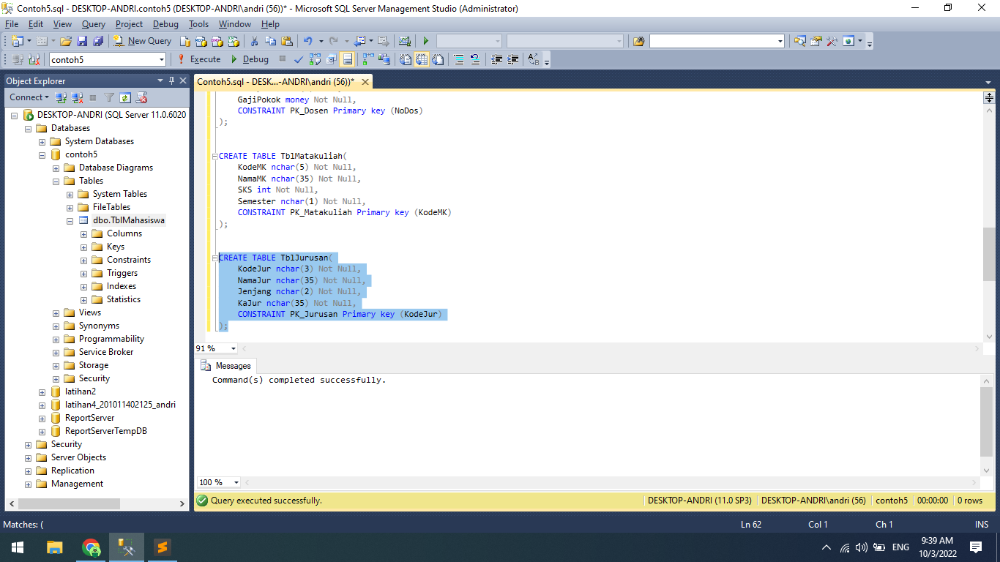 Contoh5.sql - DESKTOP-ANDRI.contoh5 (DESKTOP-ANDRI\andri (56))* - Microsoft SQL Server Management Studio (Administrator)
File Edit View Query Project Debug Tools Window Help
New Query
contoh5 Execute Debug
Object Explorer
Connect
DESKTOP-ANDRI (SQL Server 11.0.6020
Databases
System Databases
contoh5
Database Diagrams
Tables
System Tables
FileTables
dbo.TblMahasiswa
Columns
Keys
Constraints
Triggers
Indexes
Statistics
Views
Synonyms
Programmability
Service Broker
Storage
Security
latihan2
latihan4_201011402125_andri
ReportServer
ReportServerTempDB
Security
Server Objects
Replication
Management
Contoh5.sql - DESK...-ANDRI\andri (56))*
GajiPokok money Not Null,
CONSTRAINT PK_Dosen Primary key (NoDos)
);
CREATE TABLE TblMatakuliah(
KodeMK nchar(5) Not Null,
NamaMK nchar(35) Not Null,
SKS int Not Null,
Semester nchar(1) Not Null,
CONSTRAINT PK_Matakuliah Primary key (KodeMK)
);
CREATE TABLE TblJurusan(
KodeJur nchar(3) Not Null,
NamaJur nchar(35) Not Null,
Jenjang nchar(2) Not Null,
KaJur nchar(35) Not Null,
CONSTRAINT PK_Jurusan Primary key (KodeJur)
);
91 %
Messages
Command(s) completed successfully.
100 %
Query executed successfully. DESKTOP-ANDRI (11.0 SP3) DESKTOP-ANDRI\andri (56) contoh5 00:00:00 0 rows
Matches: ( Ln 62 Col 1 Ch 1 INS
ENG
9:39 AM
10/3/2022